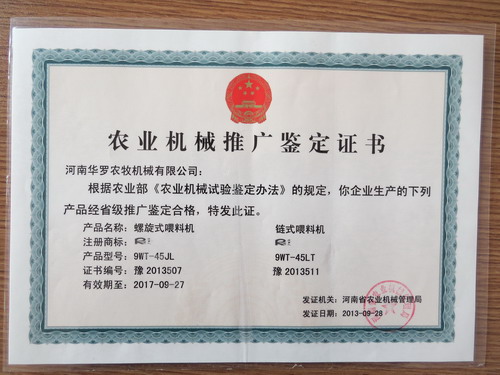 农业机械推广鉴定证书
河南华罗农牧机械有限公司：
根据农业部《农业机械试验鉴定办法》的规定，你企业生产的下列
产品经省级推广鉴定合格，特发此证。
产品名称：螺旋式喂料机 链式喂料机
注册商标：
产品型号：9WT-45JL 9WT-45LT
证书编号：豫 2013507 豫 2013511
有效期至：2017-09-27
发证机关：河南省农业机械管理局
发证日期：2013-09-28